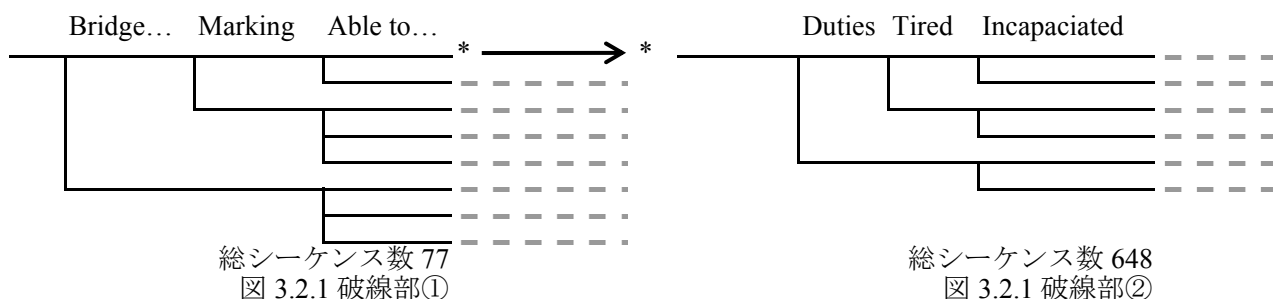 Bridge… Marking Able to… * *
Duties Tired Incapaciated
総シーケンス数 77
図 3.2.1 破線部①
総シーケンス数 648
図 3.2.1 破線部②